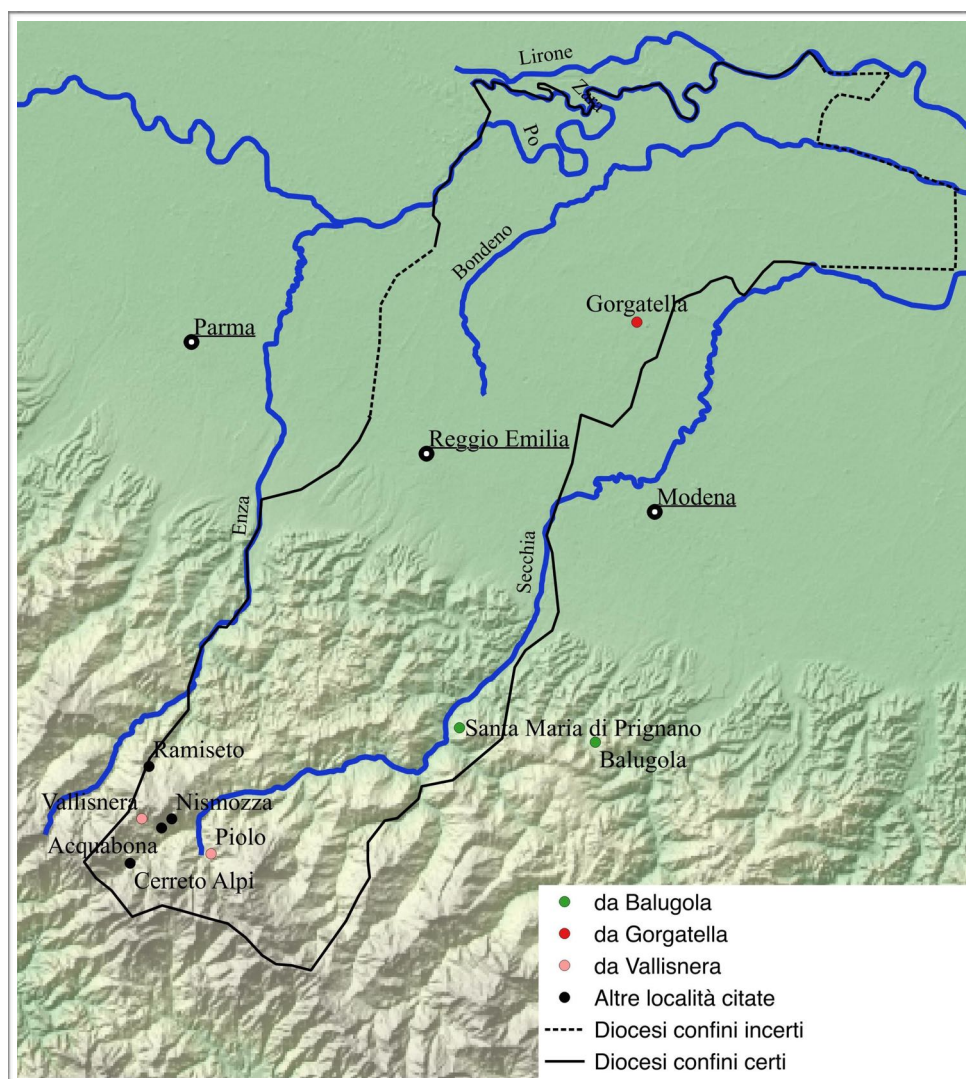 Lirone
Zara
Po
Bondeno
Gorgatella
Parma
Reggio Emilia
Enza
Modena
Secchia
Santa Maria di Prignano
Balugola
Ramiseto
Vallisnera
Nismozza
Acquabona
Piolo
Cerreto Alpi
da Balugola
da Gorgatella
da Vallisnera
Altre località citate
Diocesi confini incerti
Diocesi confini certi